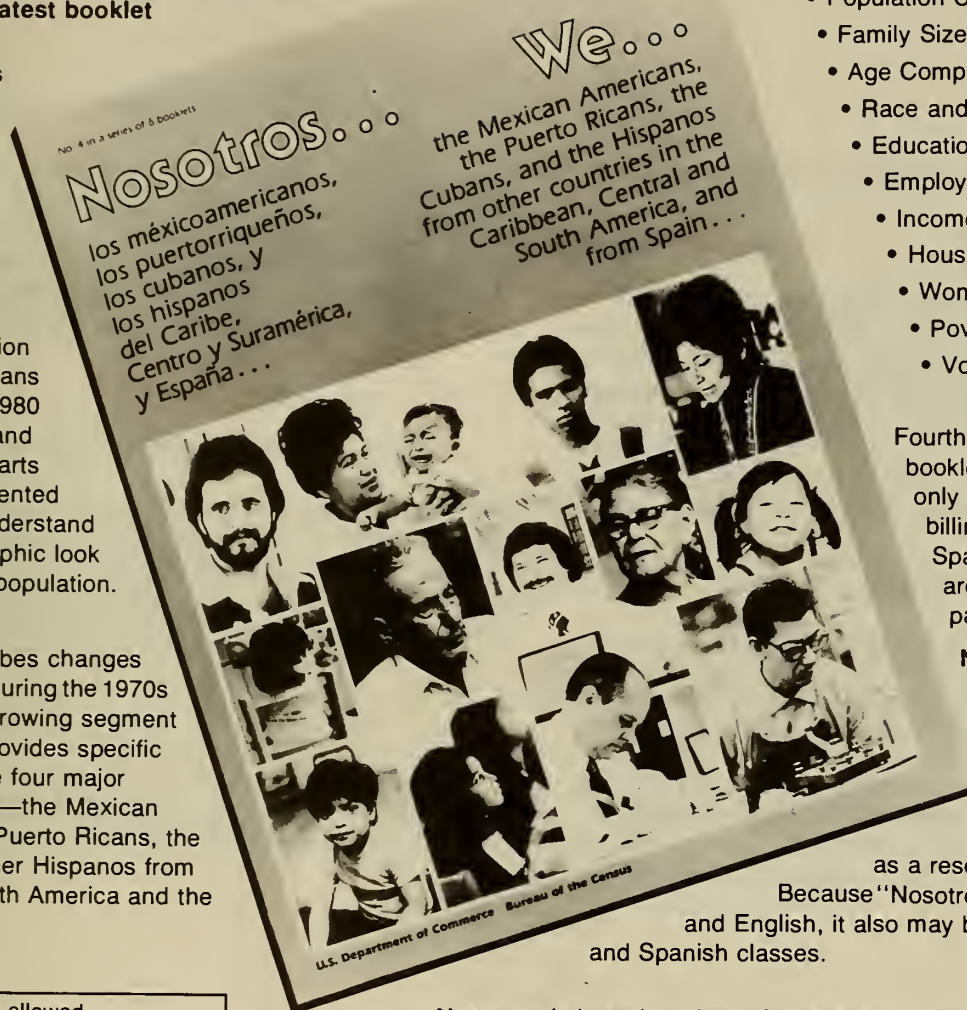 atest booklet
s
ion
ans
980
and
arts
ented
derstand
phic look
population.
bes changes
uring the 1970s
rowing segment
ovides specific
e four major
—the Mexican
Puerto Ricans, the
er Hispanos from
th America and the
allowed
No. 4 in a series of 6 booklets
Nosotros...
los méxicoamericanos,
los puertorriqueños,
los cubanos, y
los hispanos
del Caribe,
Centro y Suramérica,
y España...
We...
the Mexican Americans,
the Puerto Ricans, the
Cubans, and the Hispanos
from other countries in the
Caribbean, Central and
South America, and
from Spain...
U.S. Department of Commerce Bureau of the Census
• Family Size
• Age Comp
• Race and
• Educatio
• Employ
• Income
• Hous
• Wom
• Pov
• Vo
Fourth
bookle
only
billin
Spa
are
pa
N
as a rese
Because "Nosotro
and English, it also may b
and Spanish classes.